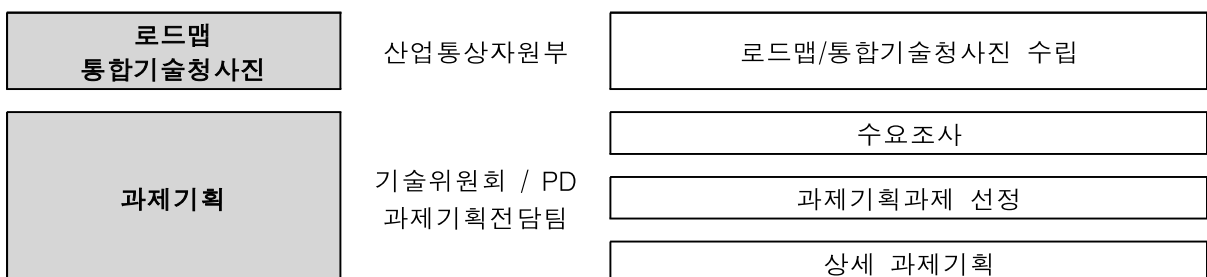 로드맵
통합기술청사진
산업통상자원부
로드맵/통합기술청사진 수립
과제기획
기술위원회 / PD
과제기획전담팀
수요조사
과제기획과제 선정
상세 과제기획